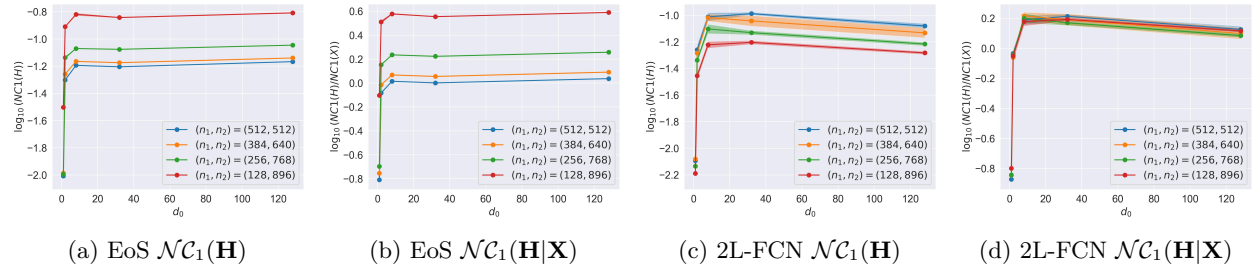 −0.8
−1.0
−1.2
−1.4
−1.6
−1.8
−2.0
log₁₀(NC1(H))
0 20 40 60 80 100 120
d₀
(n₁, n₂) = (512, 512)
(n₁, n₂) = (384, 640)
(n₁, n₂) = (256, 768)
(n₁, n₂) = (128, 896)
(a) EoS 𝒩𝒞₁(H)
0.6
0.4
0.2
0.0
−0.2
−0.4
−0.6
−0.8
log₁₀(NC1(H)/NC1(X))
0 20 40 60 80 100 120
d₀
(n₁, n₂) = (512, 512)
(n₁, n₂) = (384, 640)
(n₁, n₂) = (256, 768)
(n₁, n₂) = (128, 896)
(b) EoS 𝒩𝒞₁(H|X)
−1.0
−1.2
−1.4
−1.6
−1.8
−2.0
−2.2
log₁₀(NC1(H))
0 20 40 60 80 100 120
d₀
(n₁, n₂) = (512, 512)
(n₁, n₂) = (384, 640)
(n₁, n₂) = (256, 768)
(n₁, n₂) = (128, 896)
(c) 2L-FCN 𝒩𝒞₁(H)
0.2
0.0
−0.2
−0.4
−0.6
−0.8
log₁₀(NC1(H)/NC1(X))
0 20 40 60 80 100 120
d₀
(n₁, n₂) = (512, 512)
(n₁, n₂) = (384, 640)
(n₁, n₂) = (256, 768)
(n₁, n₂) = (128, 896)
(d) 2L-FCN 𝒩𝒞₁(H|X)